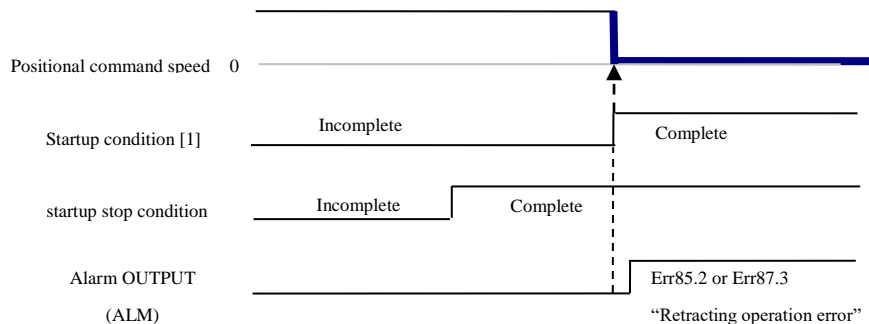 Positional command speed 0
Startup condition [1] Incomplete Complete
startup stop condition Incomplete Complete
Alarm OUTPUT Err85.2 or Err87.3
(ALM) “Retracting operation error”